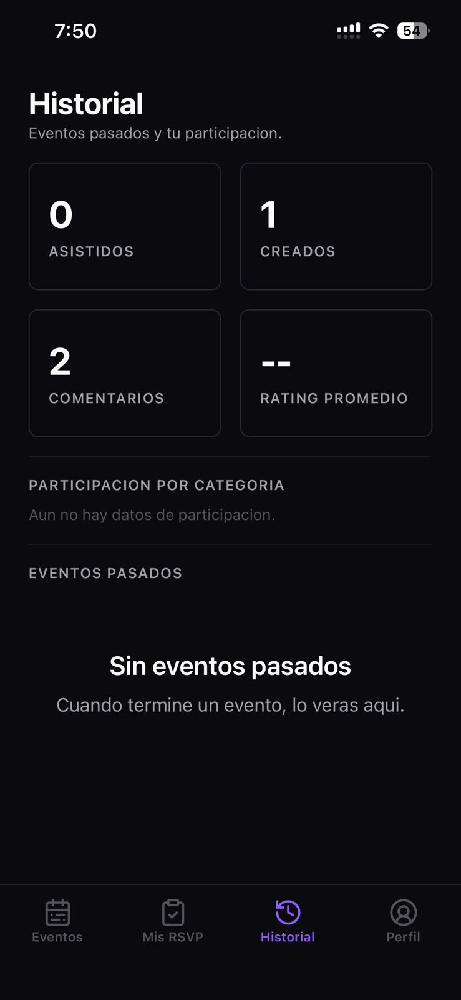 7:50
54
Historial
Eventos pasados y tu participacion.
0
ASISTIDOS
1
CREADOS
2
COMENTARIOS
--
RATING PROMEDIO
PARTICIPACION POR CATEGORIA
Aun no hay datos de participacion.
EVENTOS PASADOS
Sin eventos pasados
Cuando termine un evento, lo veras aqui.
Eventos
Mis RSVP
Historial
Perfil